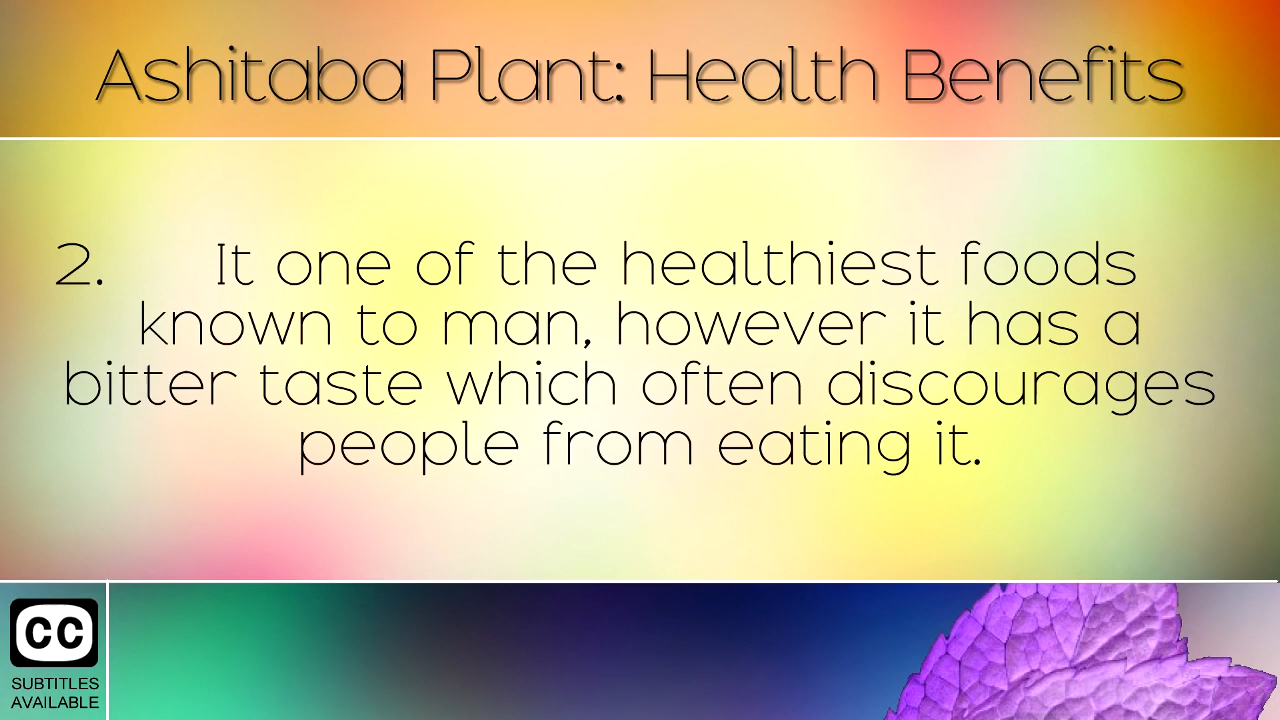 Ashitaba Plant: Health Benefits
2. It one of the healthiest foods
known to man, however it has a
bitter taste which often discourages
people from eating it.
CC
SUBTITLES
AVAILABLE